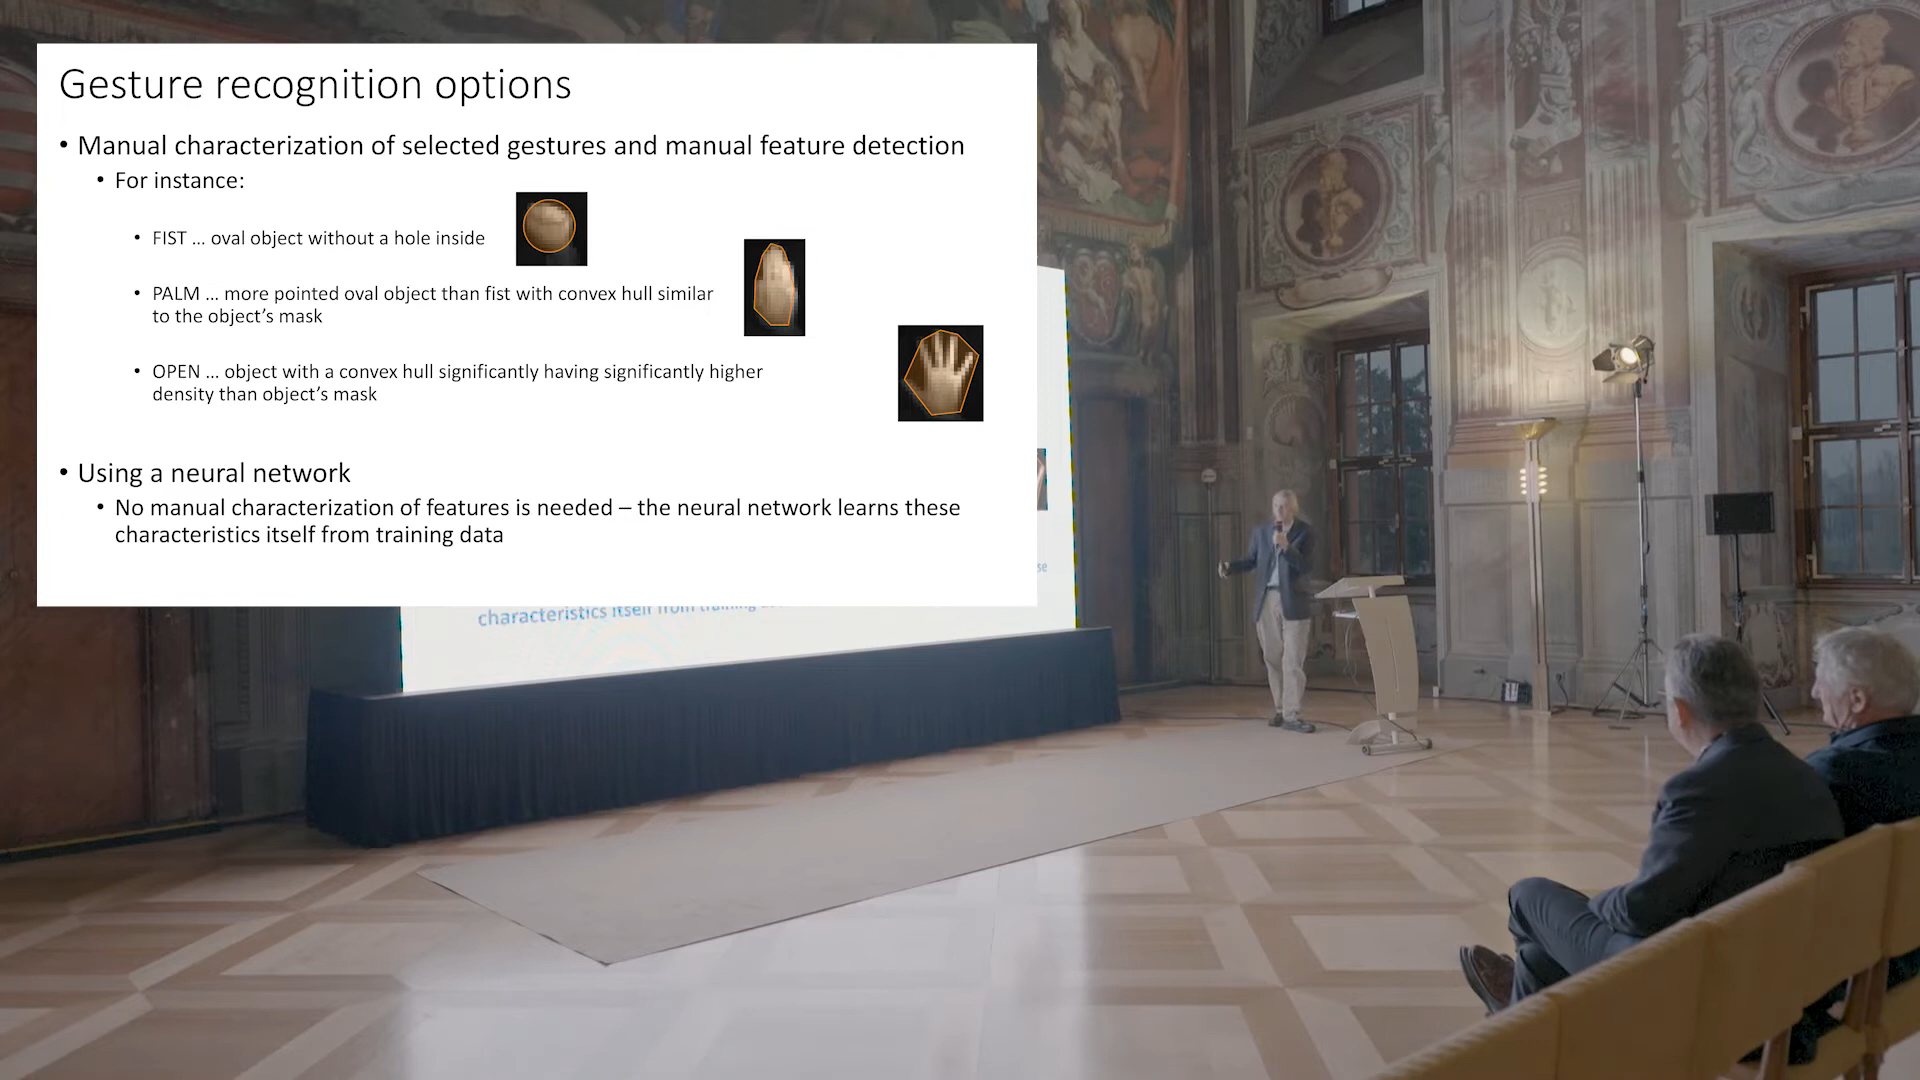 Gesture recognition options
• Manual characterization of selected gestures and manual feature detection
• For instance:
• FIST ... oval object without a hole inside
• PALM ... more pointed oval object than fist with convex hull similar
to the object's mask
• OPEN ... object with a convex hull significantly having significantly higher
density than object's mask
• Using a neural network
• No manual characterization of features is needed – the neural network learns these
characteristics itself from training data
se
characteristics itself from training